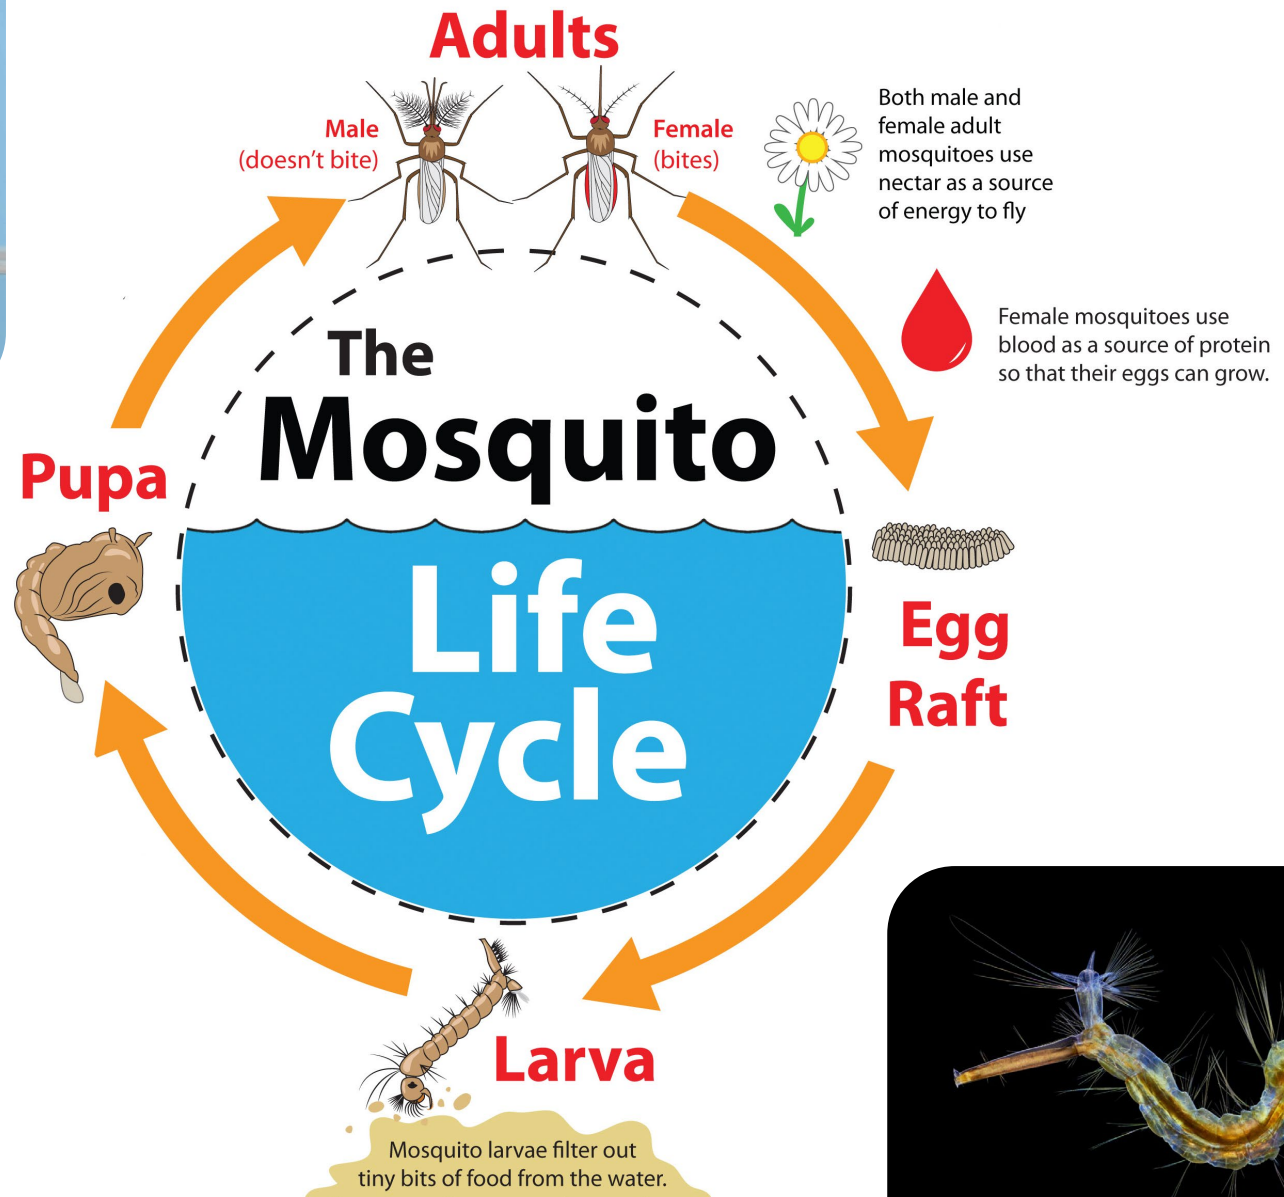 Adults
Male
(doesn't bite)
Female
(bites)
Both male and
female adult
mosquitoes use
nectar as a source
of energy to fly
Female mosquitoes use
blood as a source of protein
so that their eggs can grow.
The
Mosquito
Life
Cycle
Pupa
Egg
Raft
Larva
Mosquito larvae filter out
tiny bits of food from the water.